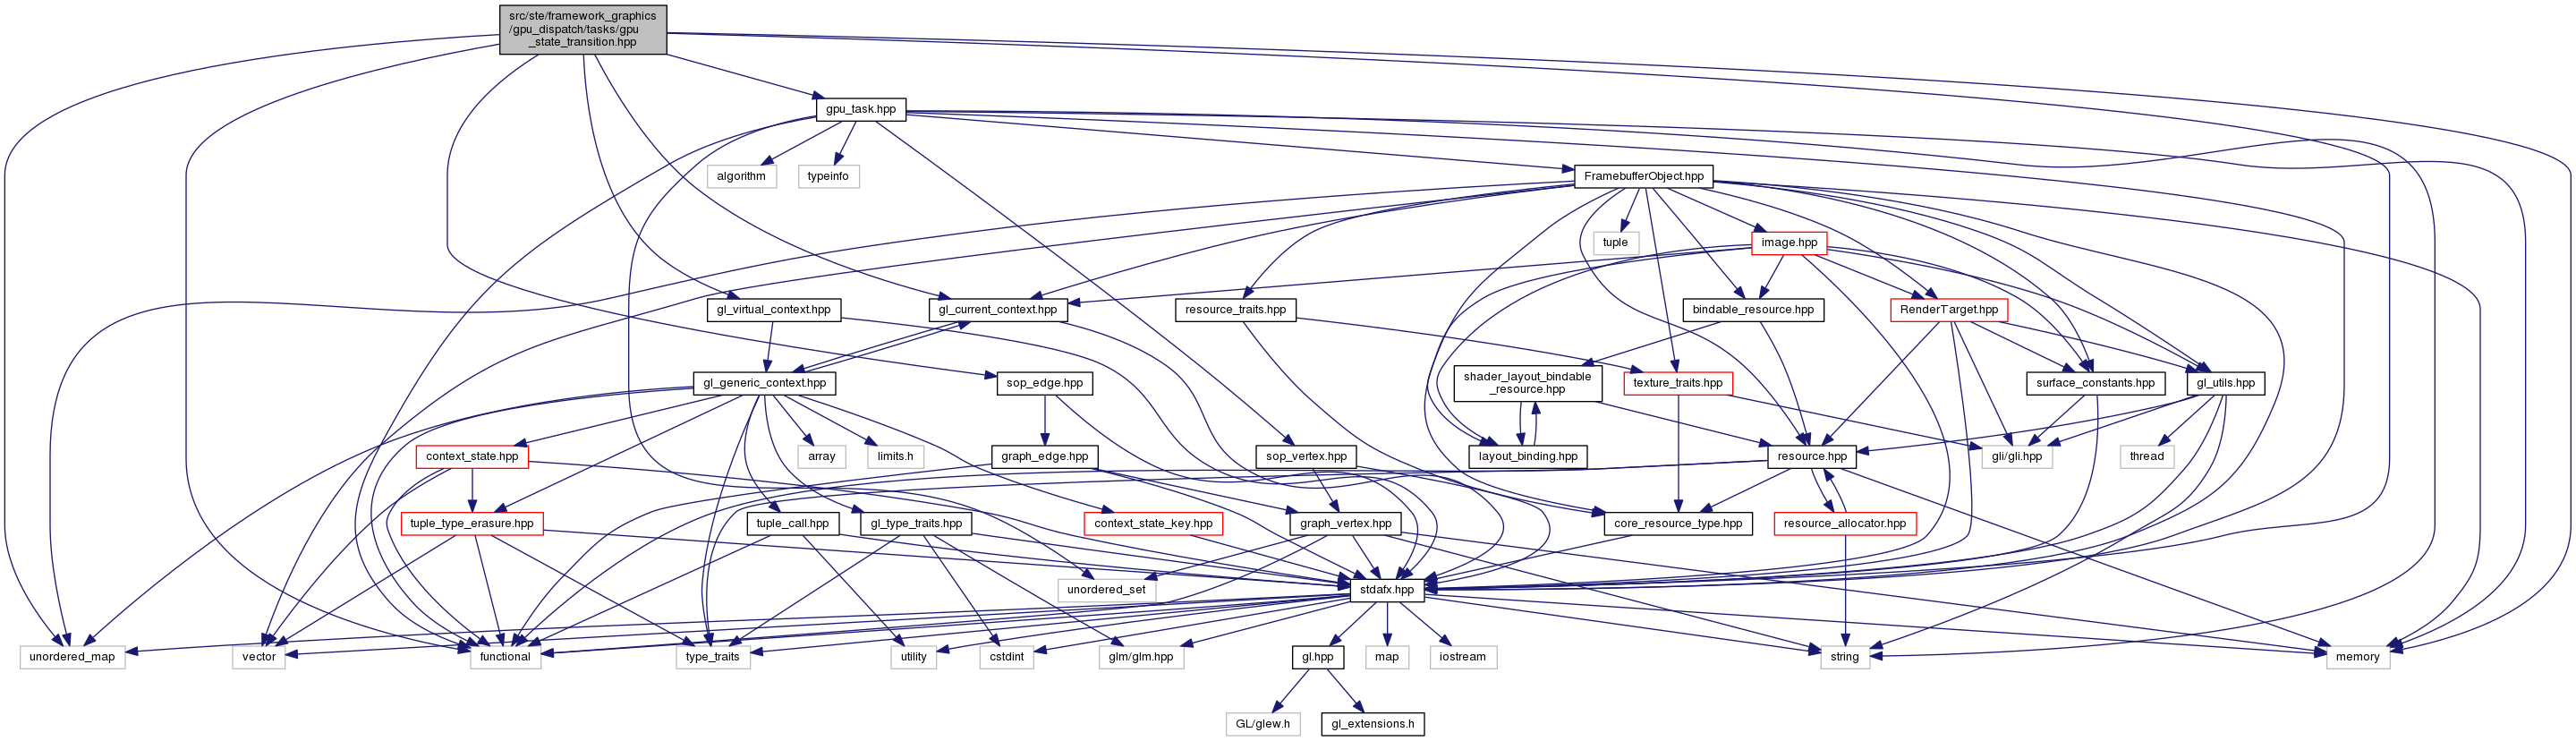 src/ste/framework_graphics
/gpu_dispatch/tasks/gpu
_state_transition.hpp
gpu_task.hpp
algorithm
typeinfo
FramebufferObject.hpp
tuple
image.hpp
gl_virtual_context.hpp
gl_current_context.hpp
resource_traits.hpp
bindable_resource.hpp
RenderTarget.hpp
gl_generic_context.hpp
sop_edge.hpp
shader_layout_bindable
_resource.hpp
texture_traits.hpp
surface_constants.hpp
gl_utils.hpp
context_state.hpp
array
limits.h
graph_edge.hpp
sop_vertex.hpp
layout_binding.hpp
resource.hpp
gli/gli.hpp
thread
tuple_type_erasure.hpp
tuple_call.hpp
gl_type_traits.hpp
context_state_key.hpp
graph_vertex.hpp
core_resource_type.hpp
resource_allocator.hpp
unordered_set
stdafx.hpp
unordered_map
vector
functional
type_traits
utility
cstdint
glm/glm.hpp
gl.hpp
map
iostream
string
memory
GL/glew.h
gl_extensions.h